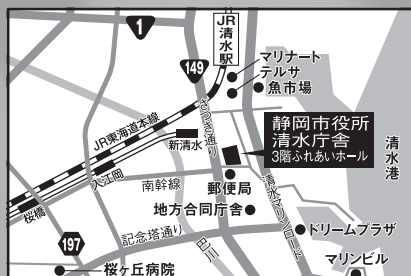 1
JR清水駅
149
マリナート
テルサ
魚市場
さつき通り
JR東海道本線
新清水
静岡市役所
清水庁舎
3階ふれあいホール
清水港
入江岡
南幹線
郵便局
桜橋
地方合同庁舎
清水マリンロード
記念塔通り
ドリームプラザ
197
巴川
桜ヶ丘病院
マリンビル